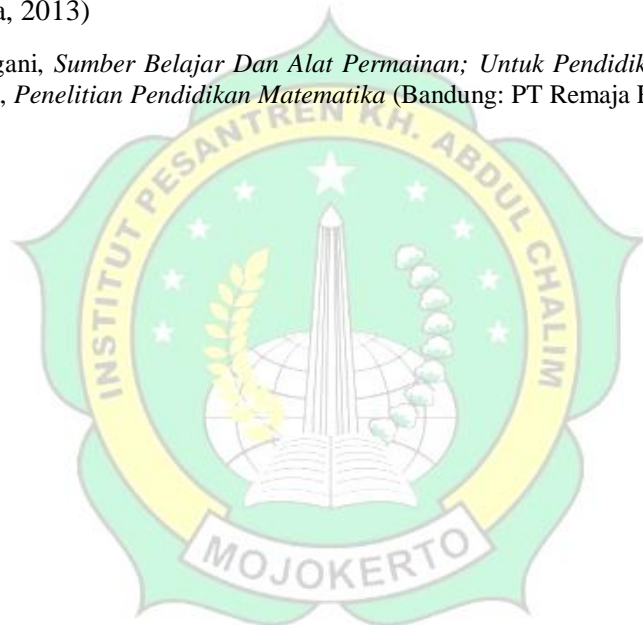 a, 2013)
gani, Sumber Belajar Dan Alat Permainan; Untuk Pendidik
, Penelitian Pendidikan Matematika (Bandung: PT Remaja
INSTITUT PESANTREN KH. ABDUL CHALIM
MOJOKERTO